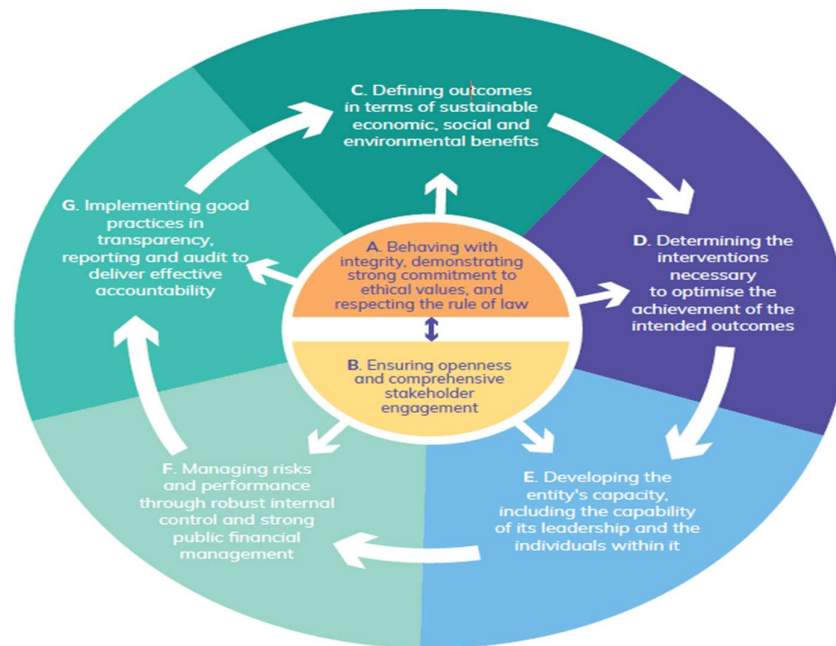 C. Defining outcomes
in terms of sustainable
economic, social and
environmental benefits
G. Implementing good
practices in
transparency,
reporting and audit to
deliver effective
accountability
A. Behaving with
integrity, demonstrating
strong commitment to
ethical values, and
respecting the rule of law
D. Determining the
interventions
necessary
to optimise the
achievement of the
intended outcomes
B. Ensuring openness
and comprehensive
stakeholder
engagement
F. Managing risks
and performance
through robust internal
control and strong
public financial
management
E. Developing the
entity's capacity,
including the capability
of its leadership and the
individuals within it